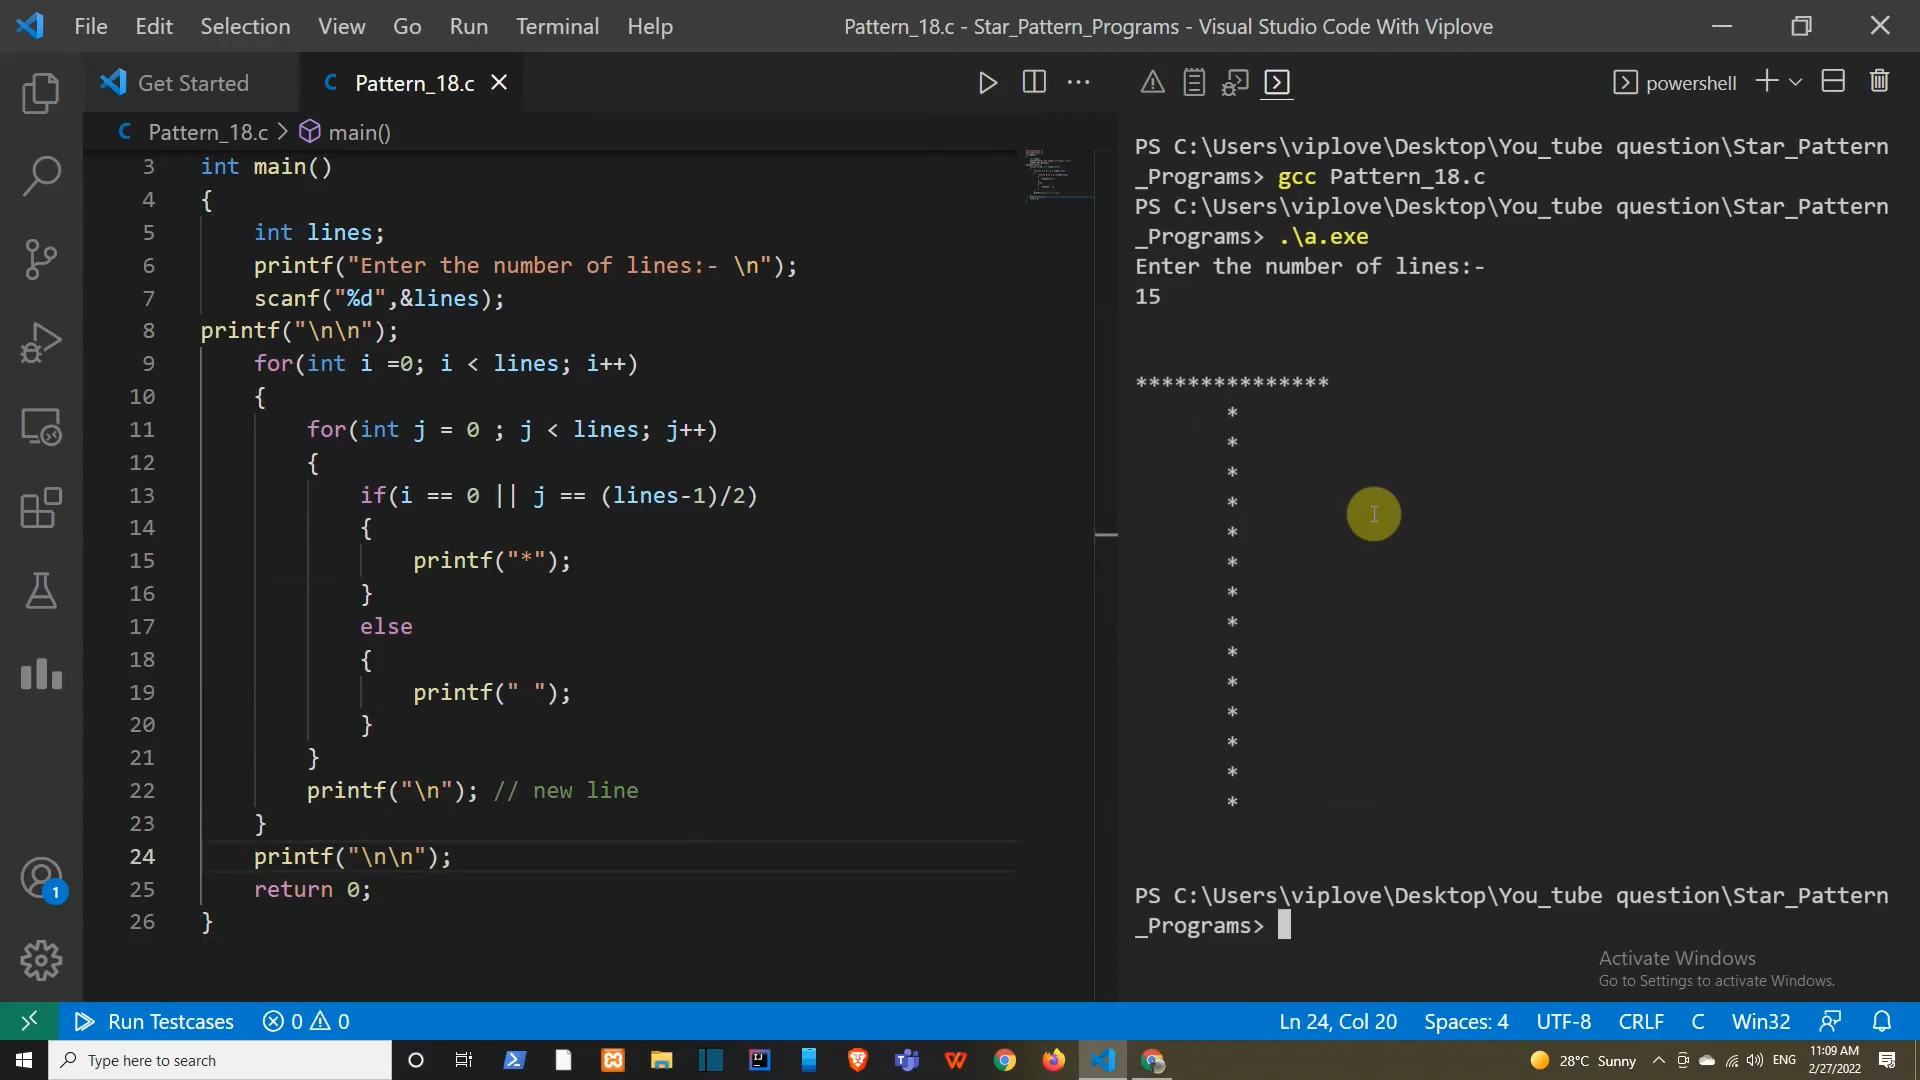 File Edit Selection View Go Run Terminal Help
Pattern_18.c - Star_Pattern_Programs - Visual Studio Code With Viplove
Get Started
C Pattern_18.c
powershell
C Pattern_18.c > main()
3 int main()
4 {
5 int lines;
6 printf("Enter the number of lines:- \n");
7 scanf("%d",&lines);
8 printf("\n\n");
9 for(int i =0; i < lines; i++)
10 {
11 for(int j = 0 ; j < lines; j++)
12 {
13 if(i == 0 || j == (lines-1)/2)
14 {
15 printf("*");
16 }
17 else
18 {
19 printf(" ");
20 }
21 }
22 printf("\n"); // new line
23 }
24 printf("\n\n");
25 return 0;
26 }
PS C:\Users\viplove\Desktop\You_tube question\Star_Pattern
_Programs> gcc Pattern_18.c
PS C:\Users\viplove\Desktop\You_tube question\Star_Pattern
_Programs> .\a.exe
Enter the number of lines:-
15
***************
*
*
*
*
*
*
*
*
*
*
*
*
*
*
PS C:\Users\viplove\Desktop\You_tube question\Star_Pattern
_Programs>
Activate Windows
Go to Settings to activate Windows.
1
Run Testcases 0 0
Ln 24, Col 20 Spaces: 4 UTF-8 CRLF C Win32
Type here to search
28°C Sunny
ENG
11:09 AM
2/27/2022